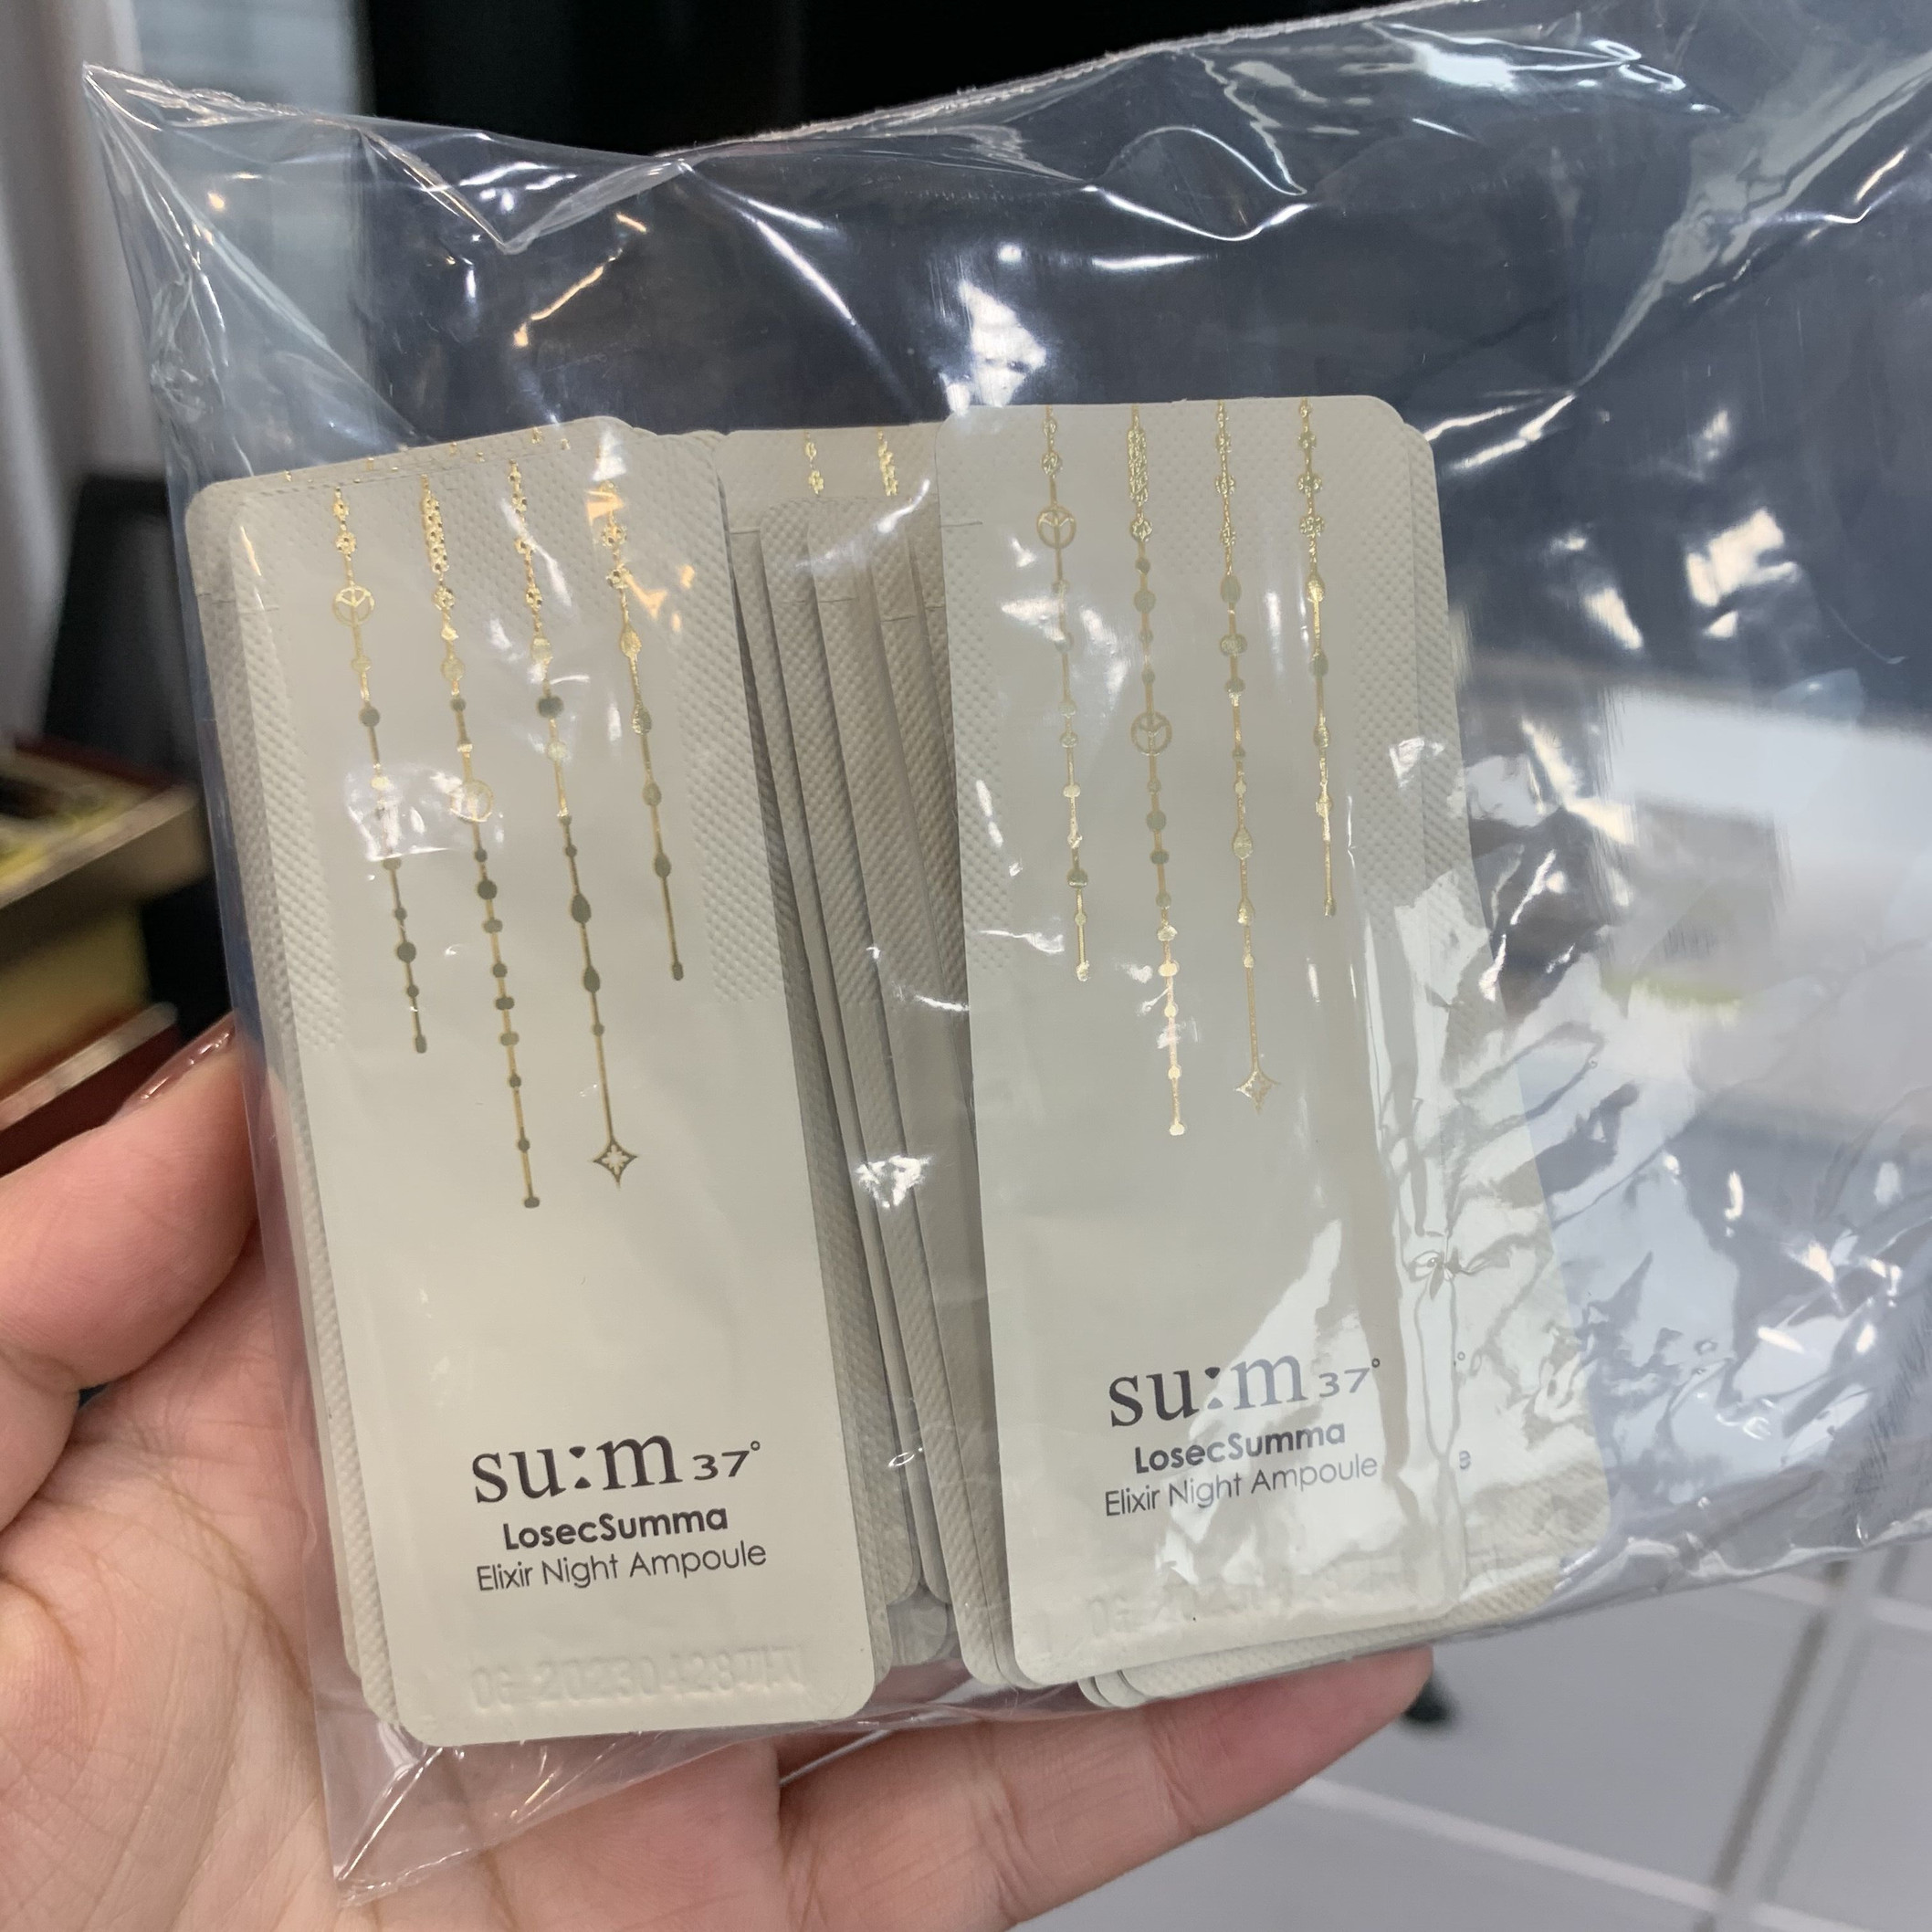 su:m37°
LosecSumma
Elixir Night Ampoule
su:m37°
LosecSumma
Elixir Night Ampoule
e